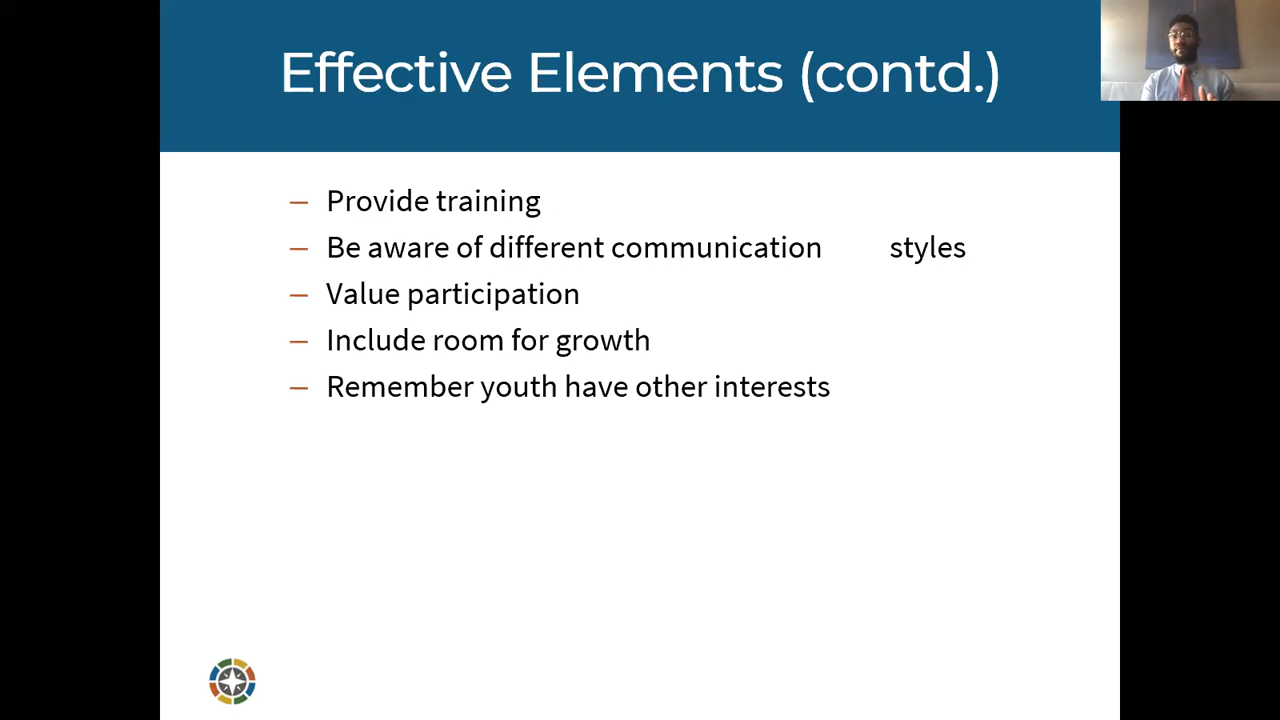 Effective Elements (contd.)
– Provide training
– Be aware of different communication styles
– Value participation
– Include room for growth
– Remember youth have other interests